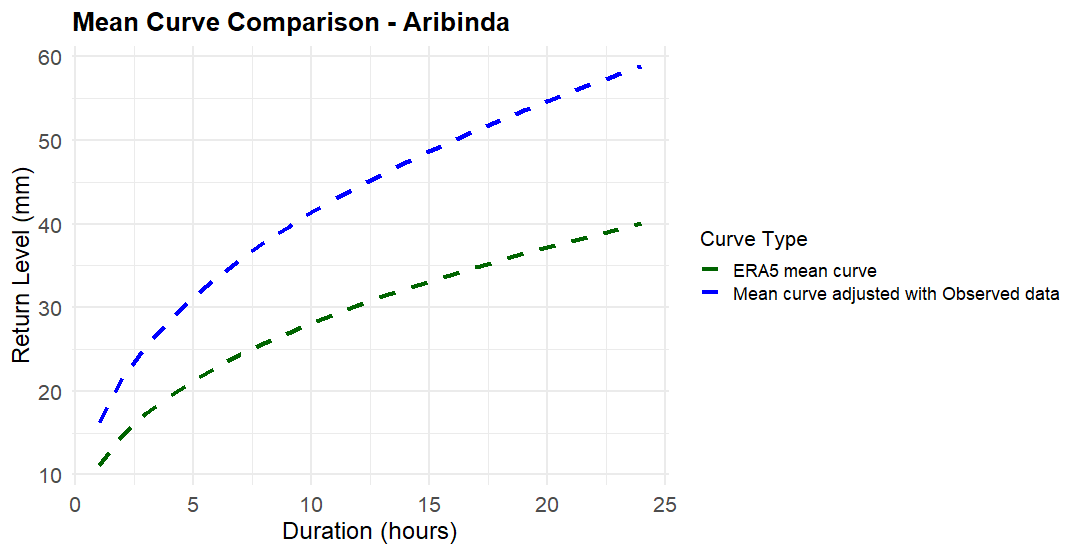 Mean Curve Comparison - Aribinda
60
50
40
30
20
10
Return Level (mm)
0
5
10
15
20
25
Duration (hours)
Curve Type
ERA5 mean curve
Mean curve adjusted with Observed data